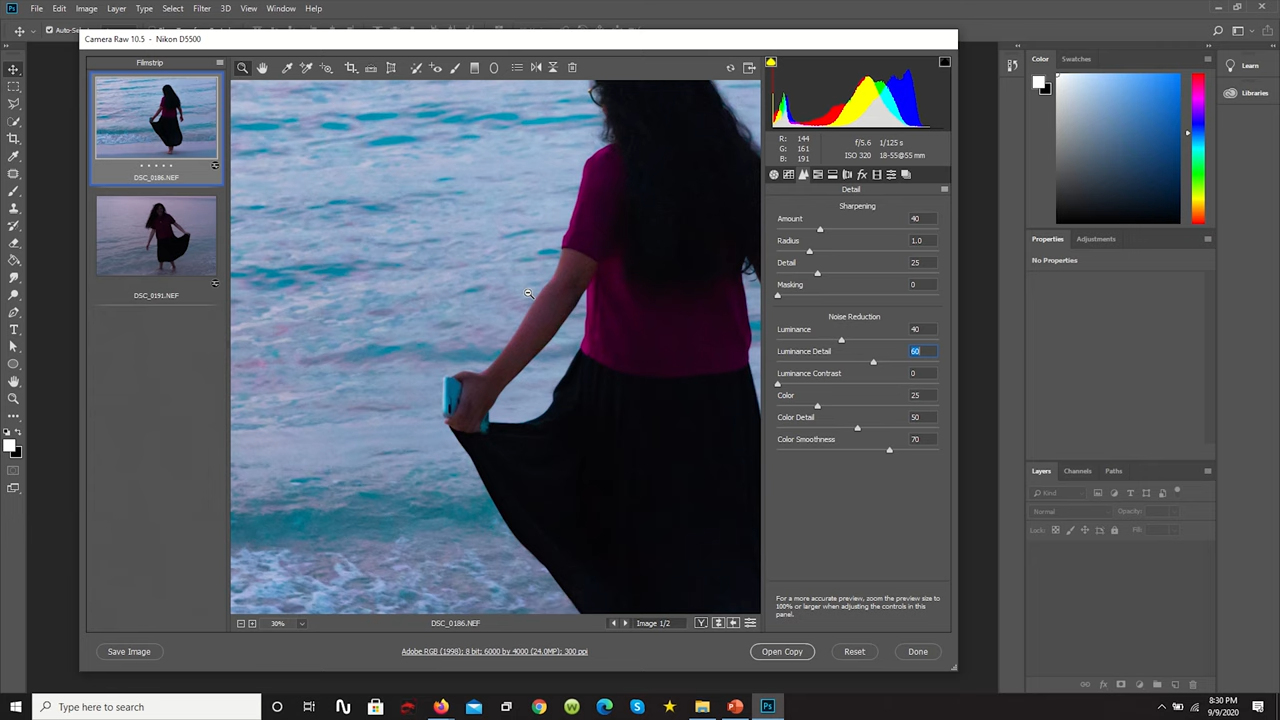 Ps File Edit Image Layer Type Select Filter 3D View Window Help
Auto-Sel
Camera Raw 10.5 - Nikon D5500
Filmstrip
DSC_0186.NEF
DSC_0191.NEF
30%
DSC_0186.NEF
Image 1/2
Y
Save Image
Adobe RGB (1998); 8 bit; 6000 by 4000 (24.0MP); 300 ppi
Open Copy
Reset
Done
R: 144
G: 161
B: 191
f/5.6 1/125 s
ISO 320 18-55@55 mm
fx
Detail
Sharpening
Amount 40
Radius 1.0
Detail 25
Masking 0
Noise Reduction
Luminance 40
Luminance Detail 60
Luminance Contrast 0
Color 25
Color Detail 50
Color Smoothness 70
For a more accurate preview, zoom the preview size to
100% or larger when adjusting the controls in this
panel.
Color Swatches
Learn
Libraries
Properties Adjustments
No Properties
Layers Channels Paths
Kind
Normal Opacity:
Lock: Fill:
fx
Type here to search
Ps
8:30 PM
9/9/2020